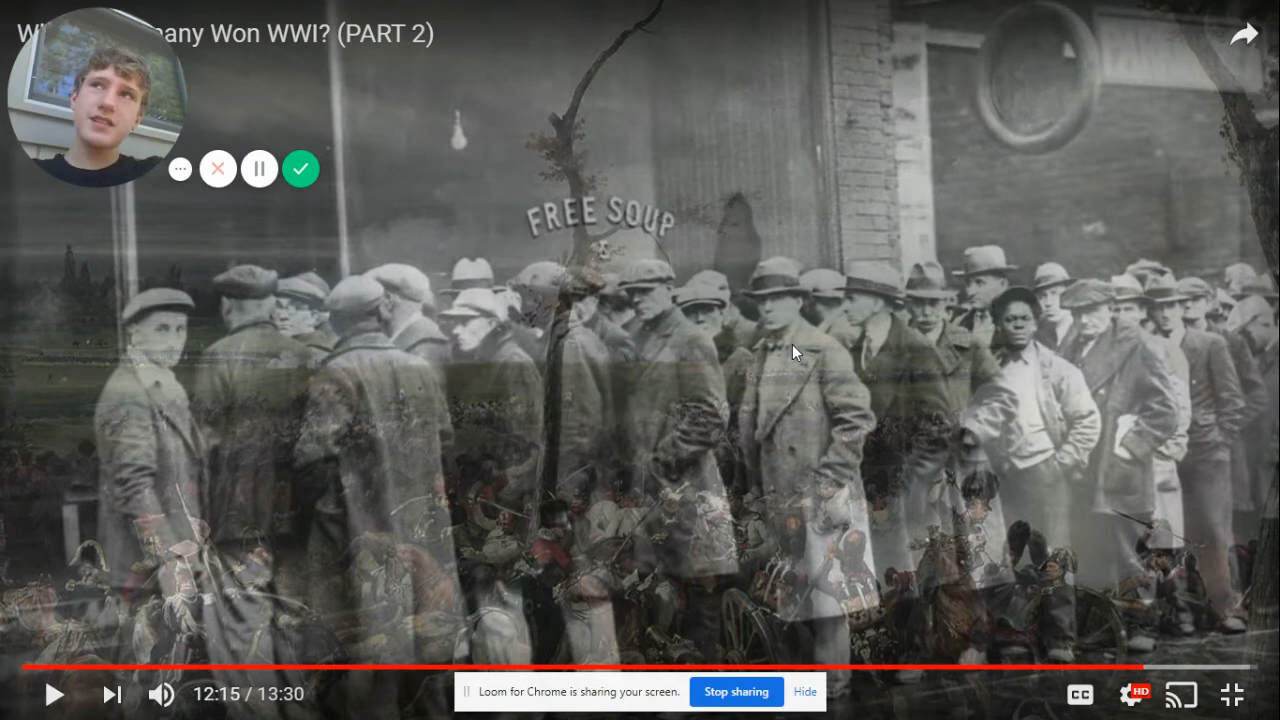 any Won WWI? (PART 2)
FREE SOUP
12:15 / 13:30
Loom for Chrome is sharing your screen.
Stop sharing
Hide
CC
HD